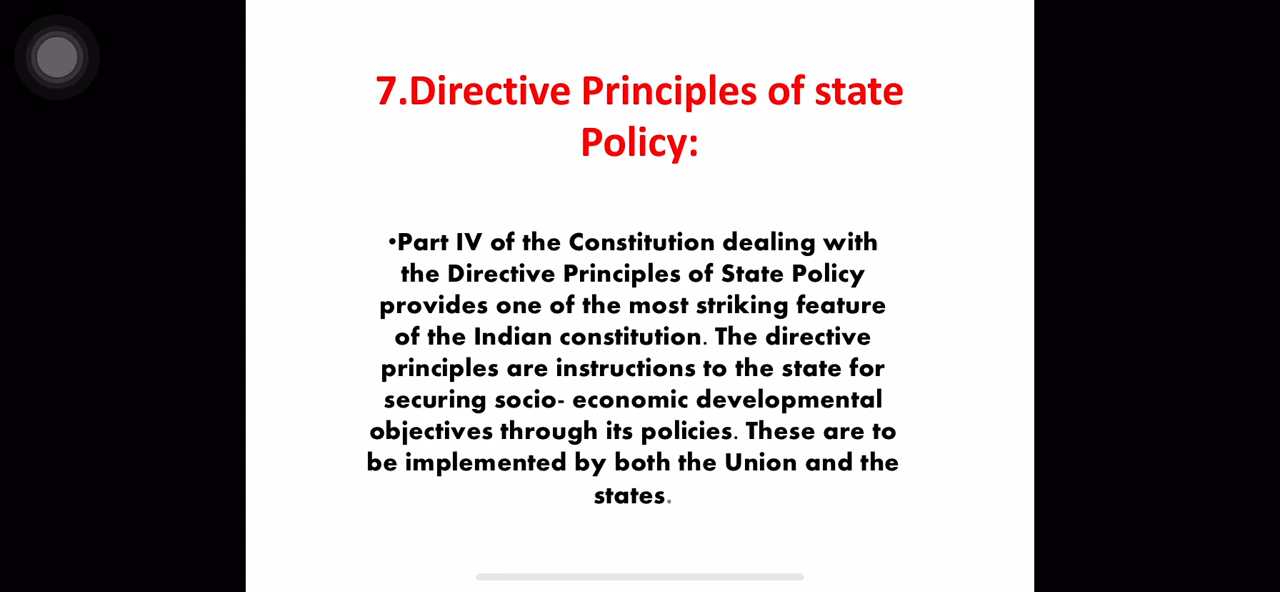 7.Directive Principles of state
Policy:
•Part IV of the Constitution dealing with
the Directive Principles of State Policy
provides one of the most striking feature
of the Indian constitution. The directive
principles are instructions to the state for
securing socio- economic developmental
objectives through its policies. These are to
be implemented by both the Union and the
states.